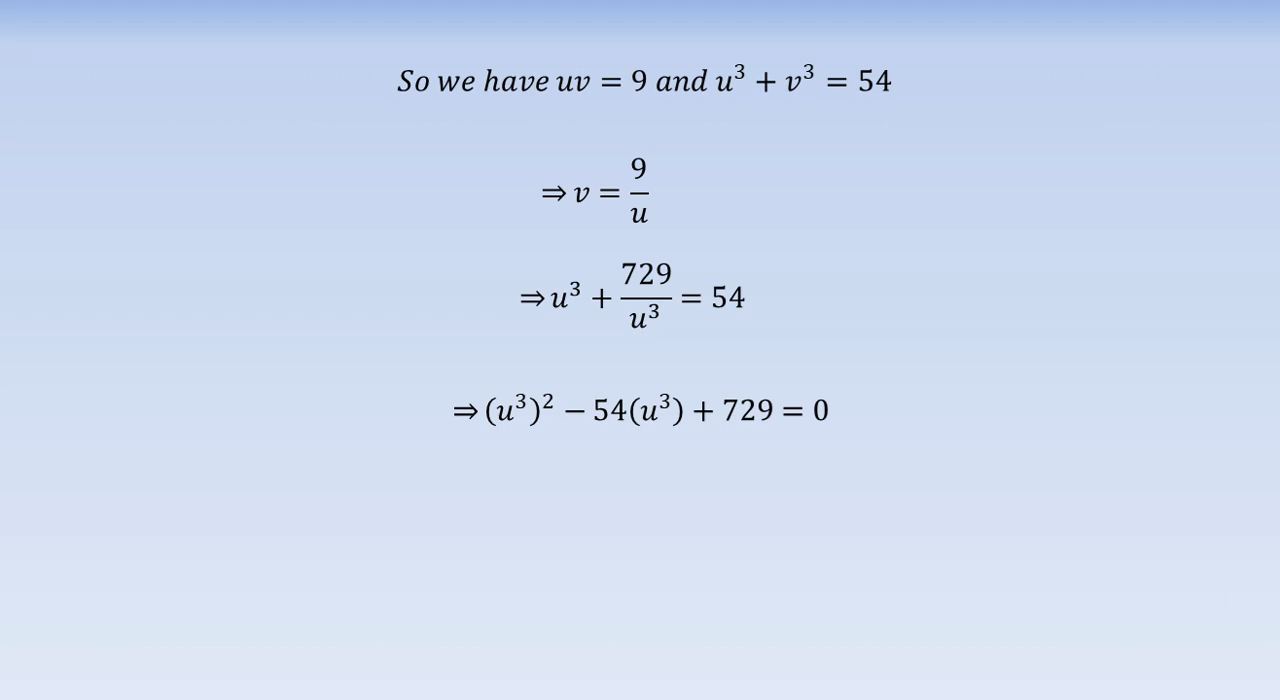 So we have uv = 9 and u³ + v³ = 54
⇒ v = 9/u
⇒ u³ + 729/u³ = 54
⇒ (u³)² − 54(u³) + 729 = 0